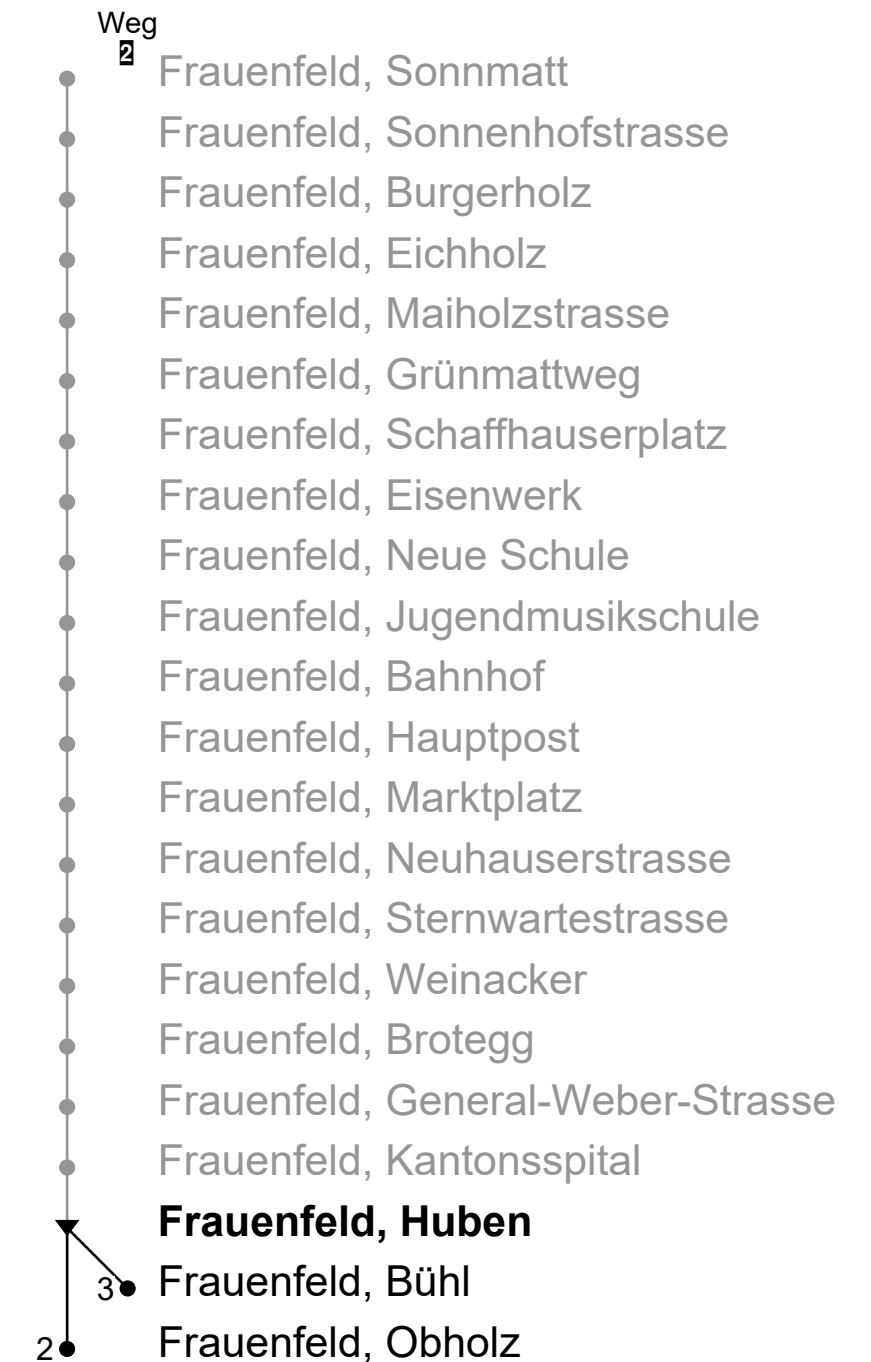 Weg
2
Frauenfeld, Sonnmatt
Frauenfeld, Sonnenhofstrasse
Frauenfeld, Burgerholz
Frauenfeld, Eichholz
Frauenfeld, Maiholzstrasse
Frauenfeld, Grünmattweg
Frauenfeld, Schaffhauserplatz
Frauenfeld, Eisenwerk
Frauenfeld, Neue Schule
Frauenfeld, Jugendmusikschule
Frauenfeld, Bahnhof
Frauenfeld, Hauptpost
Frauenfeld, Marktplatz
Frauenfeld, Neuhauserstrasse
Frauenfeld, Sternwartestrasse
Frauenfeld, Weinacker
Frauenfeld, Brotegg
Frauenfeld, General-Weber-Strasse
Frauenfeld, Kantonsspital
Frauenfeld, Huben
3 Frauenfeld, Bühl
2 Frauenfeld, Obholz